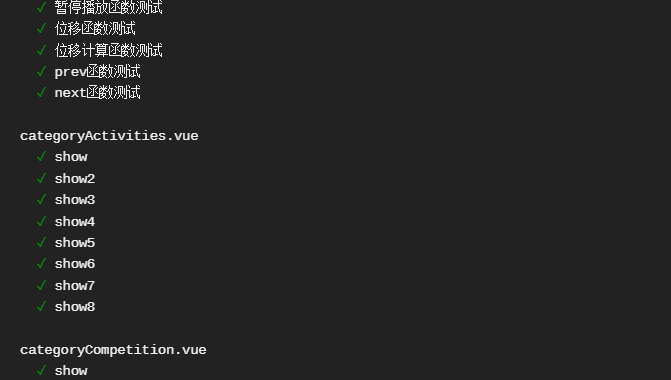 ✓ 暂停播放函数测试
✓ 位移函数测试
✓ 位移计算函数测试
✓ prev函数测试
✓ next函数测试
categoryActivities.vue
✓ show
✓ show2
✓ show3
✓ show4
✓ show5
✓ show6
✓ show7
✓ show8
categoryCompetition.vue
✓ show